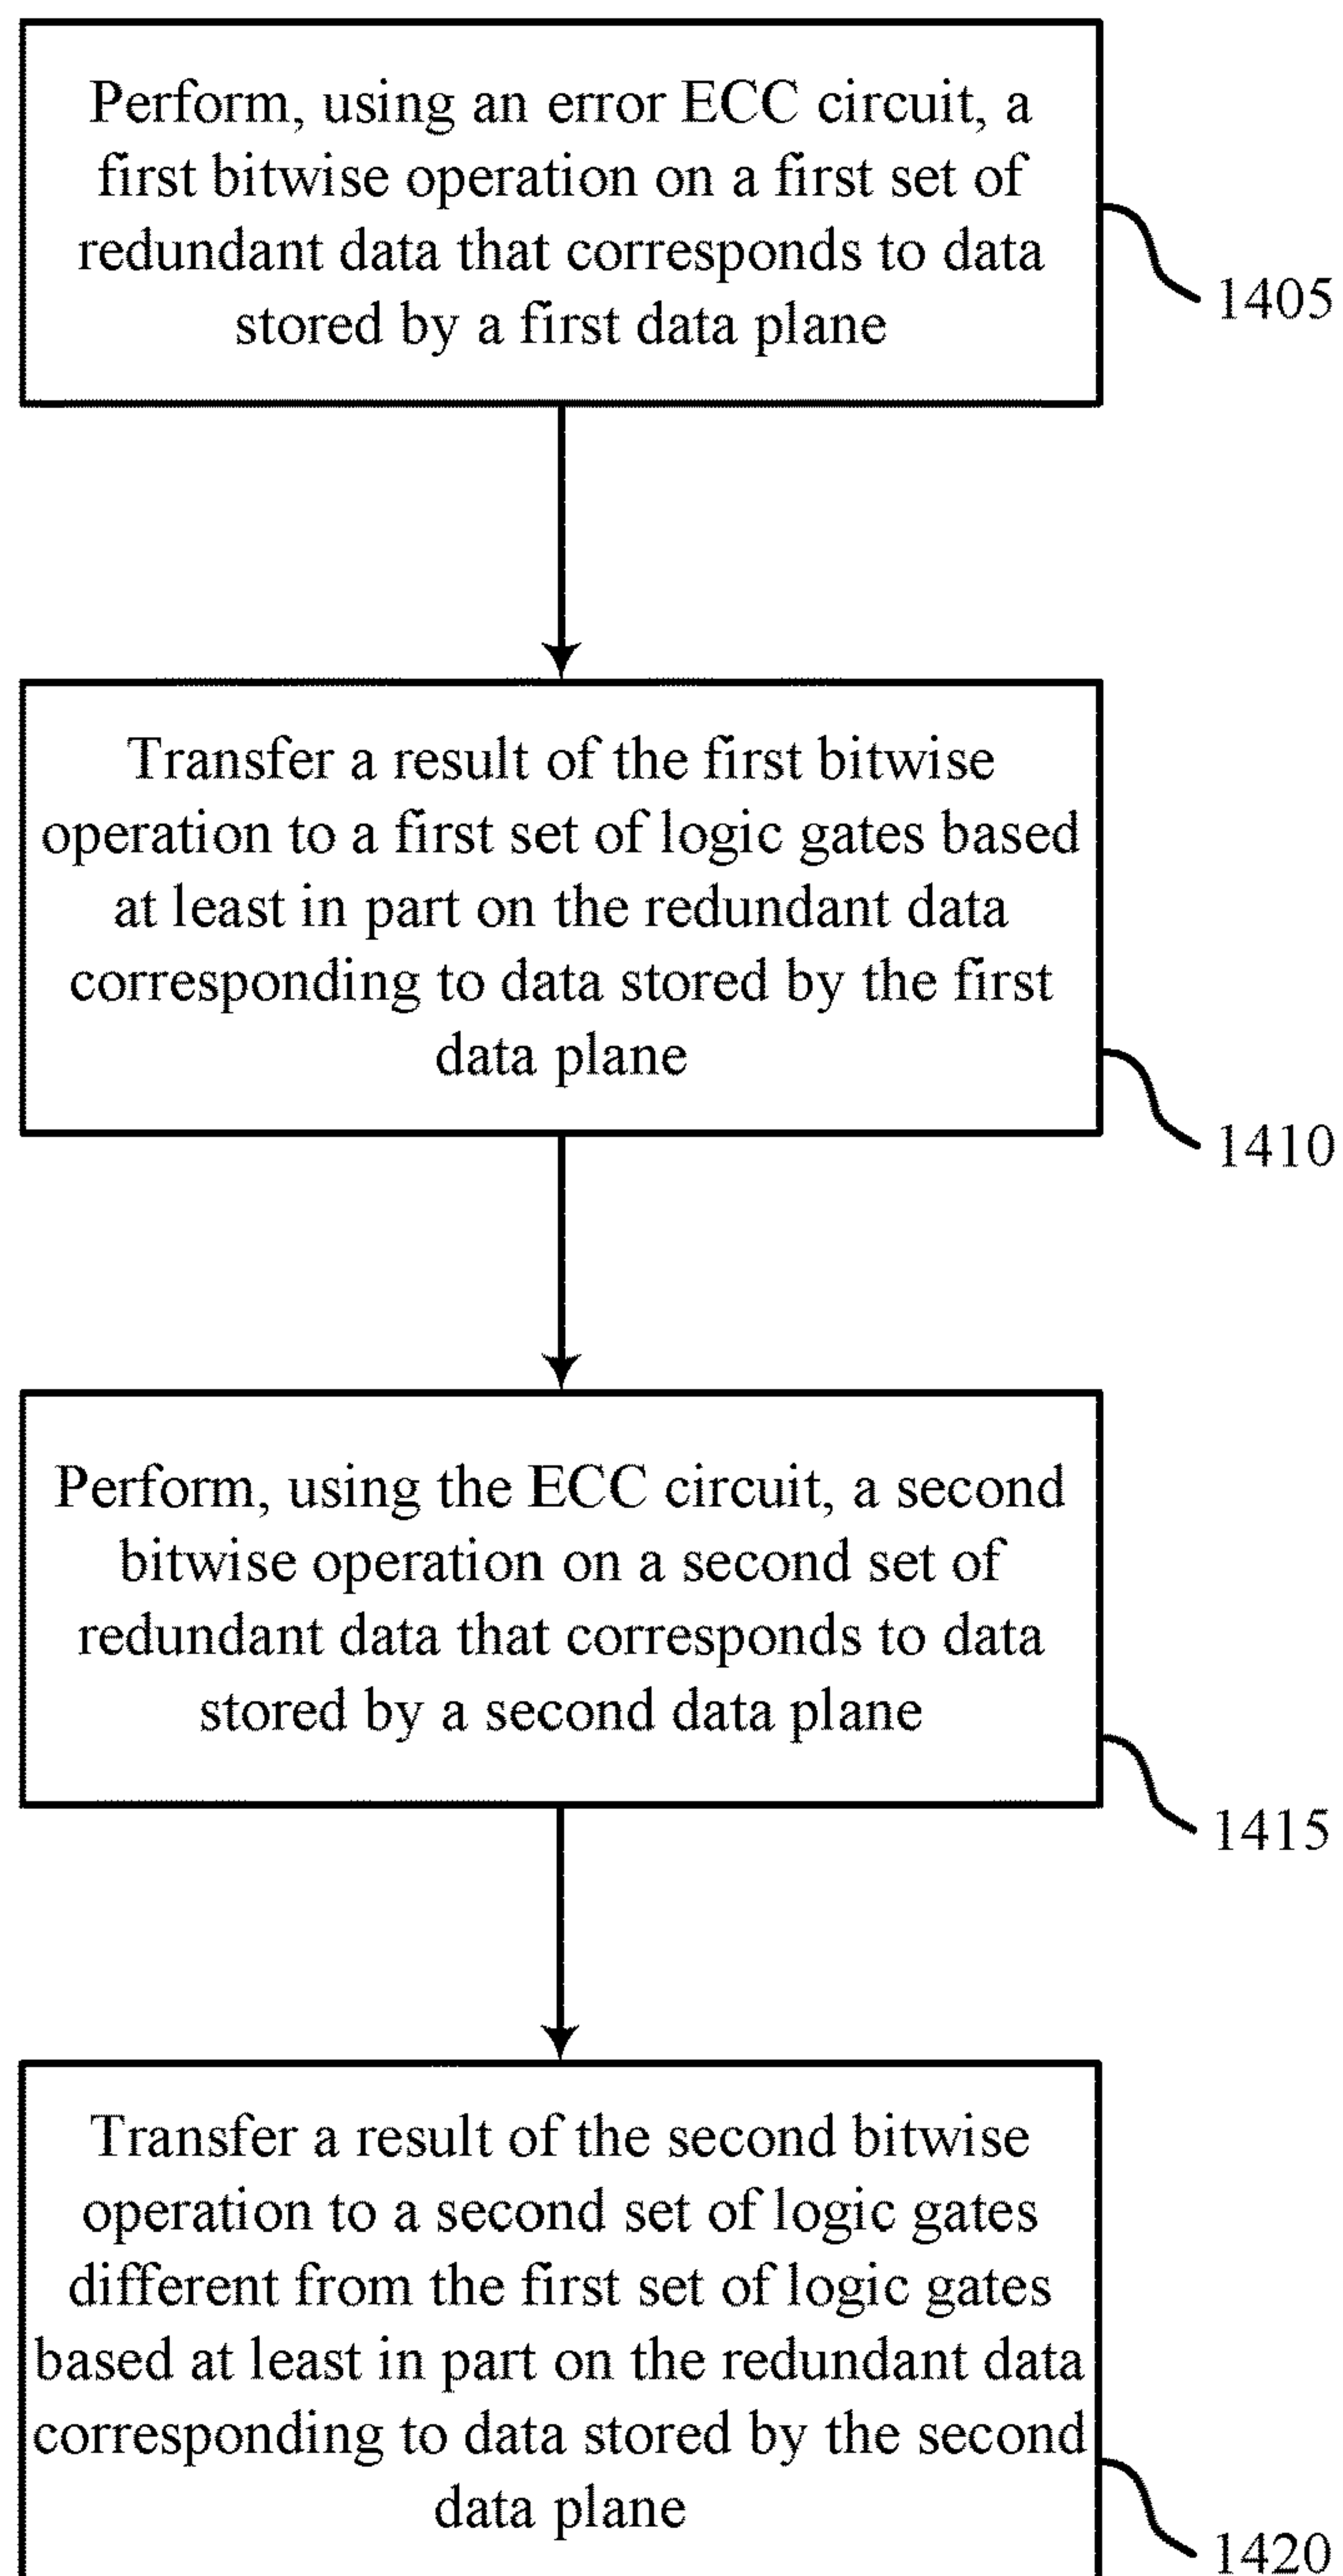 Perform, using an error ECC circuit, a
first bitwise operation on a first set of
redundant data that corresponds to data
stored by a first data plane
1405
Transfer a result of the first bitwise
operation to a first set of logic gates based
at least in part on the redundant data
corresponding to data stored by the first
data plane
1410
Perform, using the ECC circuit, a second
bitwise operation on a second set of
redundant data that corresponds to data
stored by a second data plane
1415
Transfer a result of the second bitwise
operation to a second set of logic gates
different from the first set of logic gates
based at least in part on the redundant data
corresponding to data stored by the second
data plane
1420